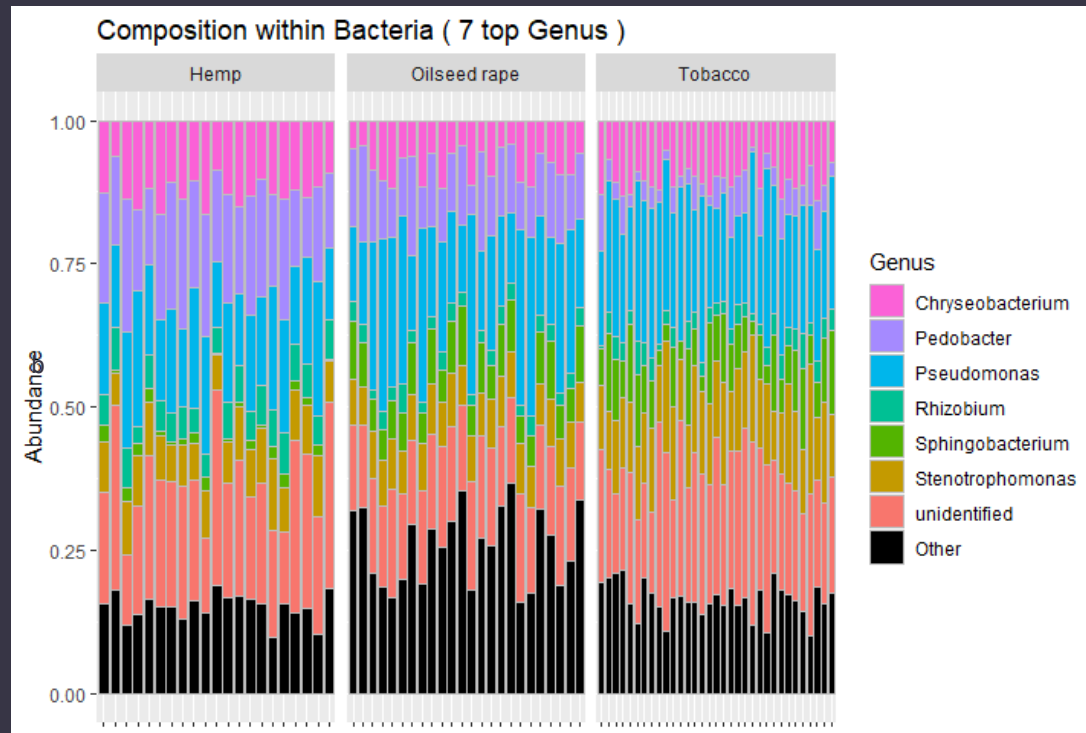 Composition within Bacteria ( 7 top Genus )
Hemp
Oilseed rape
Tobacco
1.00
0.75
0.50
0.25
0.00
Abundance
Genus
Chryseobacterium
Pedobacter
Pseudomonas
Rhizobium
Sphingobacterium
Stenotrophomonas
unidentified
Other